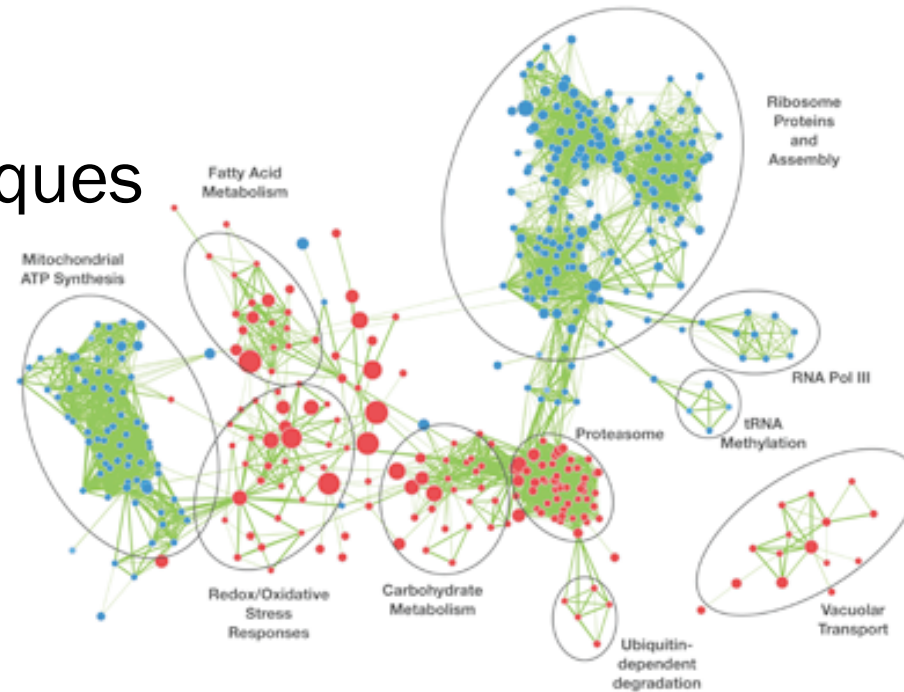 ques
Fatty Acid
Metabolism
Mitochondrial
ATP Synthesis
Ribosome
Proteins
and
Assembly
RNA Pol III
tRNA
Methylation
Proteasome
Redox/Oxidative
Stress
Responses
Carbohydrate
Metabolism
Ubiquitin-
dependent
degradation
Vacuolar
Transport